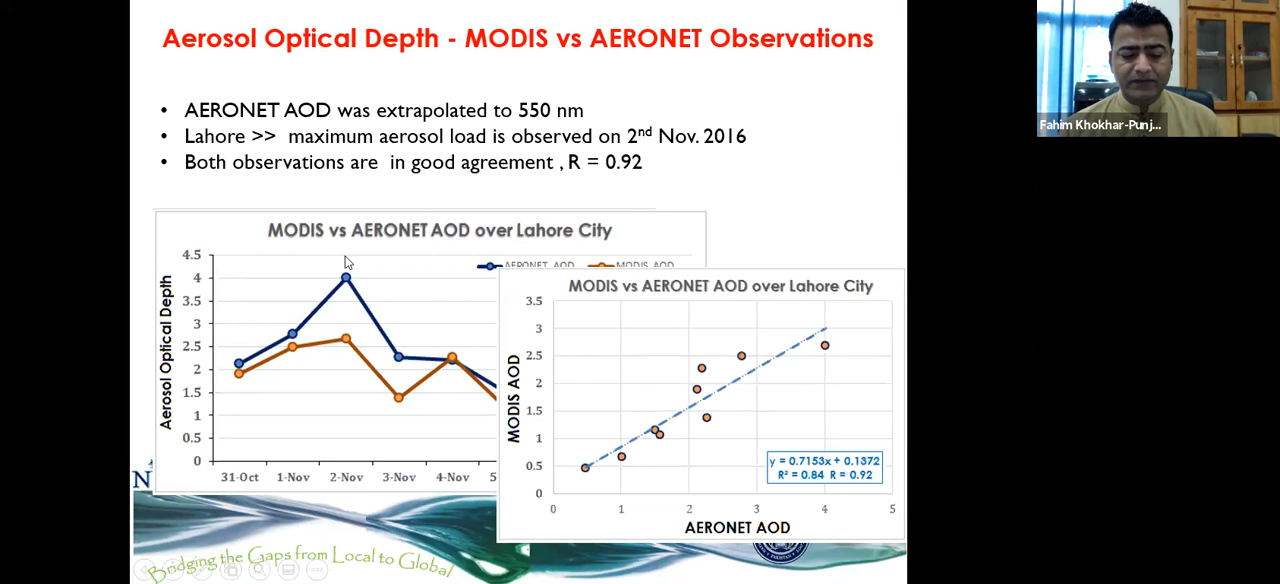 Aerosol Optical Depth - MODIS vs AERONET Observations
Fahim Khokhar-Punj...
• AERONET AOD was extrapolated to 550 nm
• Lahore >> maximum aerosol load is observed on 2nd Nov. 2016
• Both observations are in good agreement , R = 0.92
MODIS vs AERONET AOD over Lahore City
AERONET AOD MODIS AOD
Aerosol Optical Depth
4.5
4
3.5
3
2.5
2
1.5
1
0.5
0
31-Oct 1-Nov 2-Nov 3-Nov 4-Nov 5
MODIS vs AERONET AOD over Lahore City
MODIS AOD
3.5
3
2.5
2
1.5
1
0.5
0
y = 0.7153x + 0.1372
R² = 0.84 R = 0.92
0 1 2 3 4 5
AERONET AOD
N
Bridging the Gaps from Local to Global